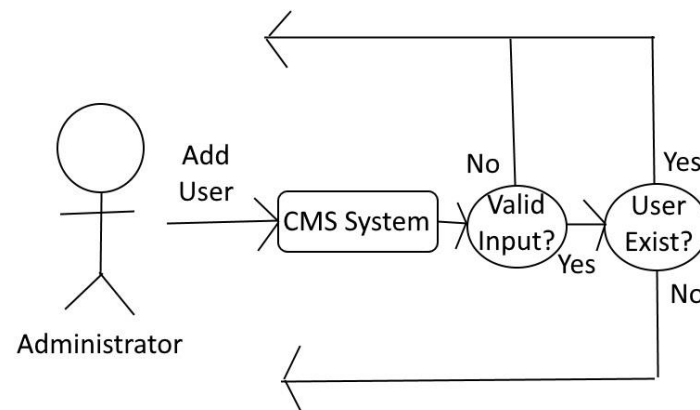 Add
User
Administrator
CMS System
No
Valid
Input?
Yes
User
Exist?
Yes
No